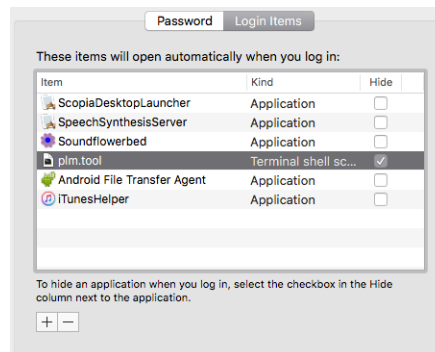 Password Login Items
These items will open automatically when you log in:
Item Kind Hide
ScopiaDesktopLauncher Application
SpeechSynthesisServer Application
Soundflowerbed Application
plm.tool Terminal shell sc...
Android File Transfer Agent Application
iTunesHelper Application
To hide an application when you log in, select the checkbox in the Hide
column next to the application.
+ −